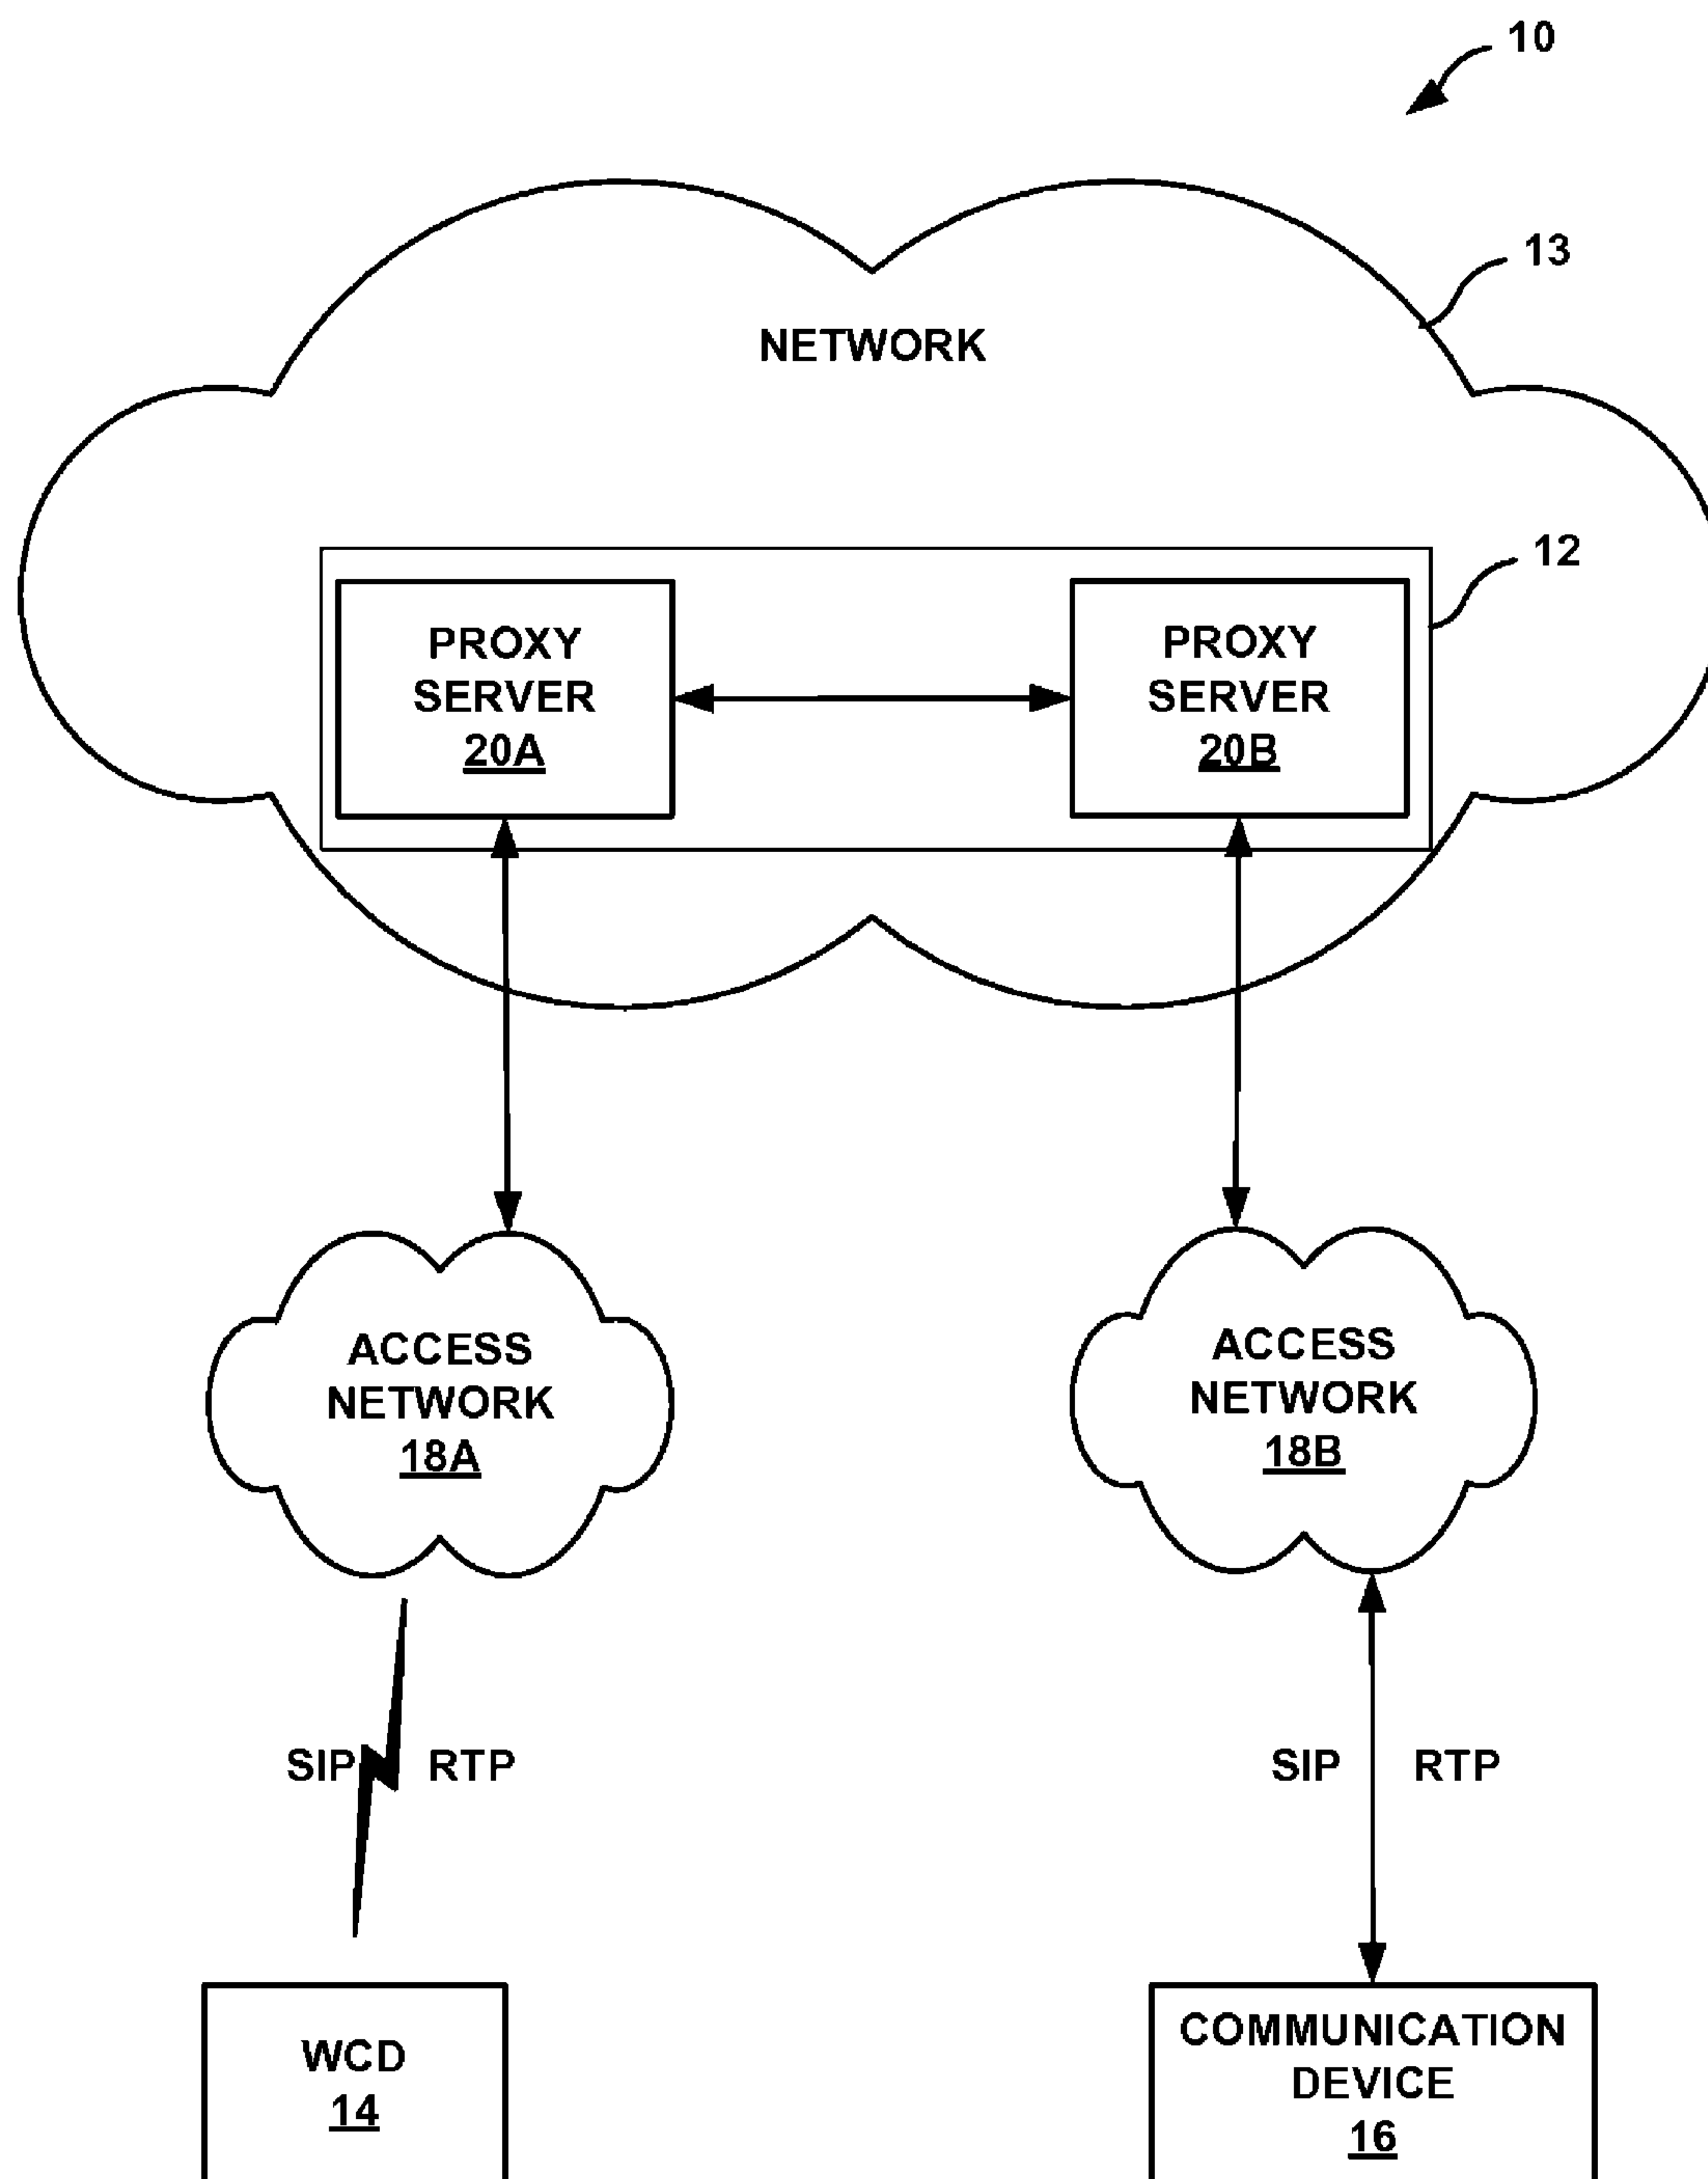 10
13
NETWORK
12
PROXY
SERVER
20A
PROXY
SERVER
20B
ACCESS
NETWORK
18A
ACCESS
NETWORK
18B
SIP RTP
SIP RTP
WCD
14
COMMUNICATION
DEVICE
16